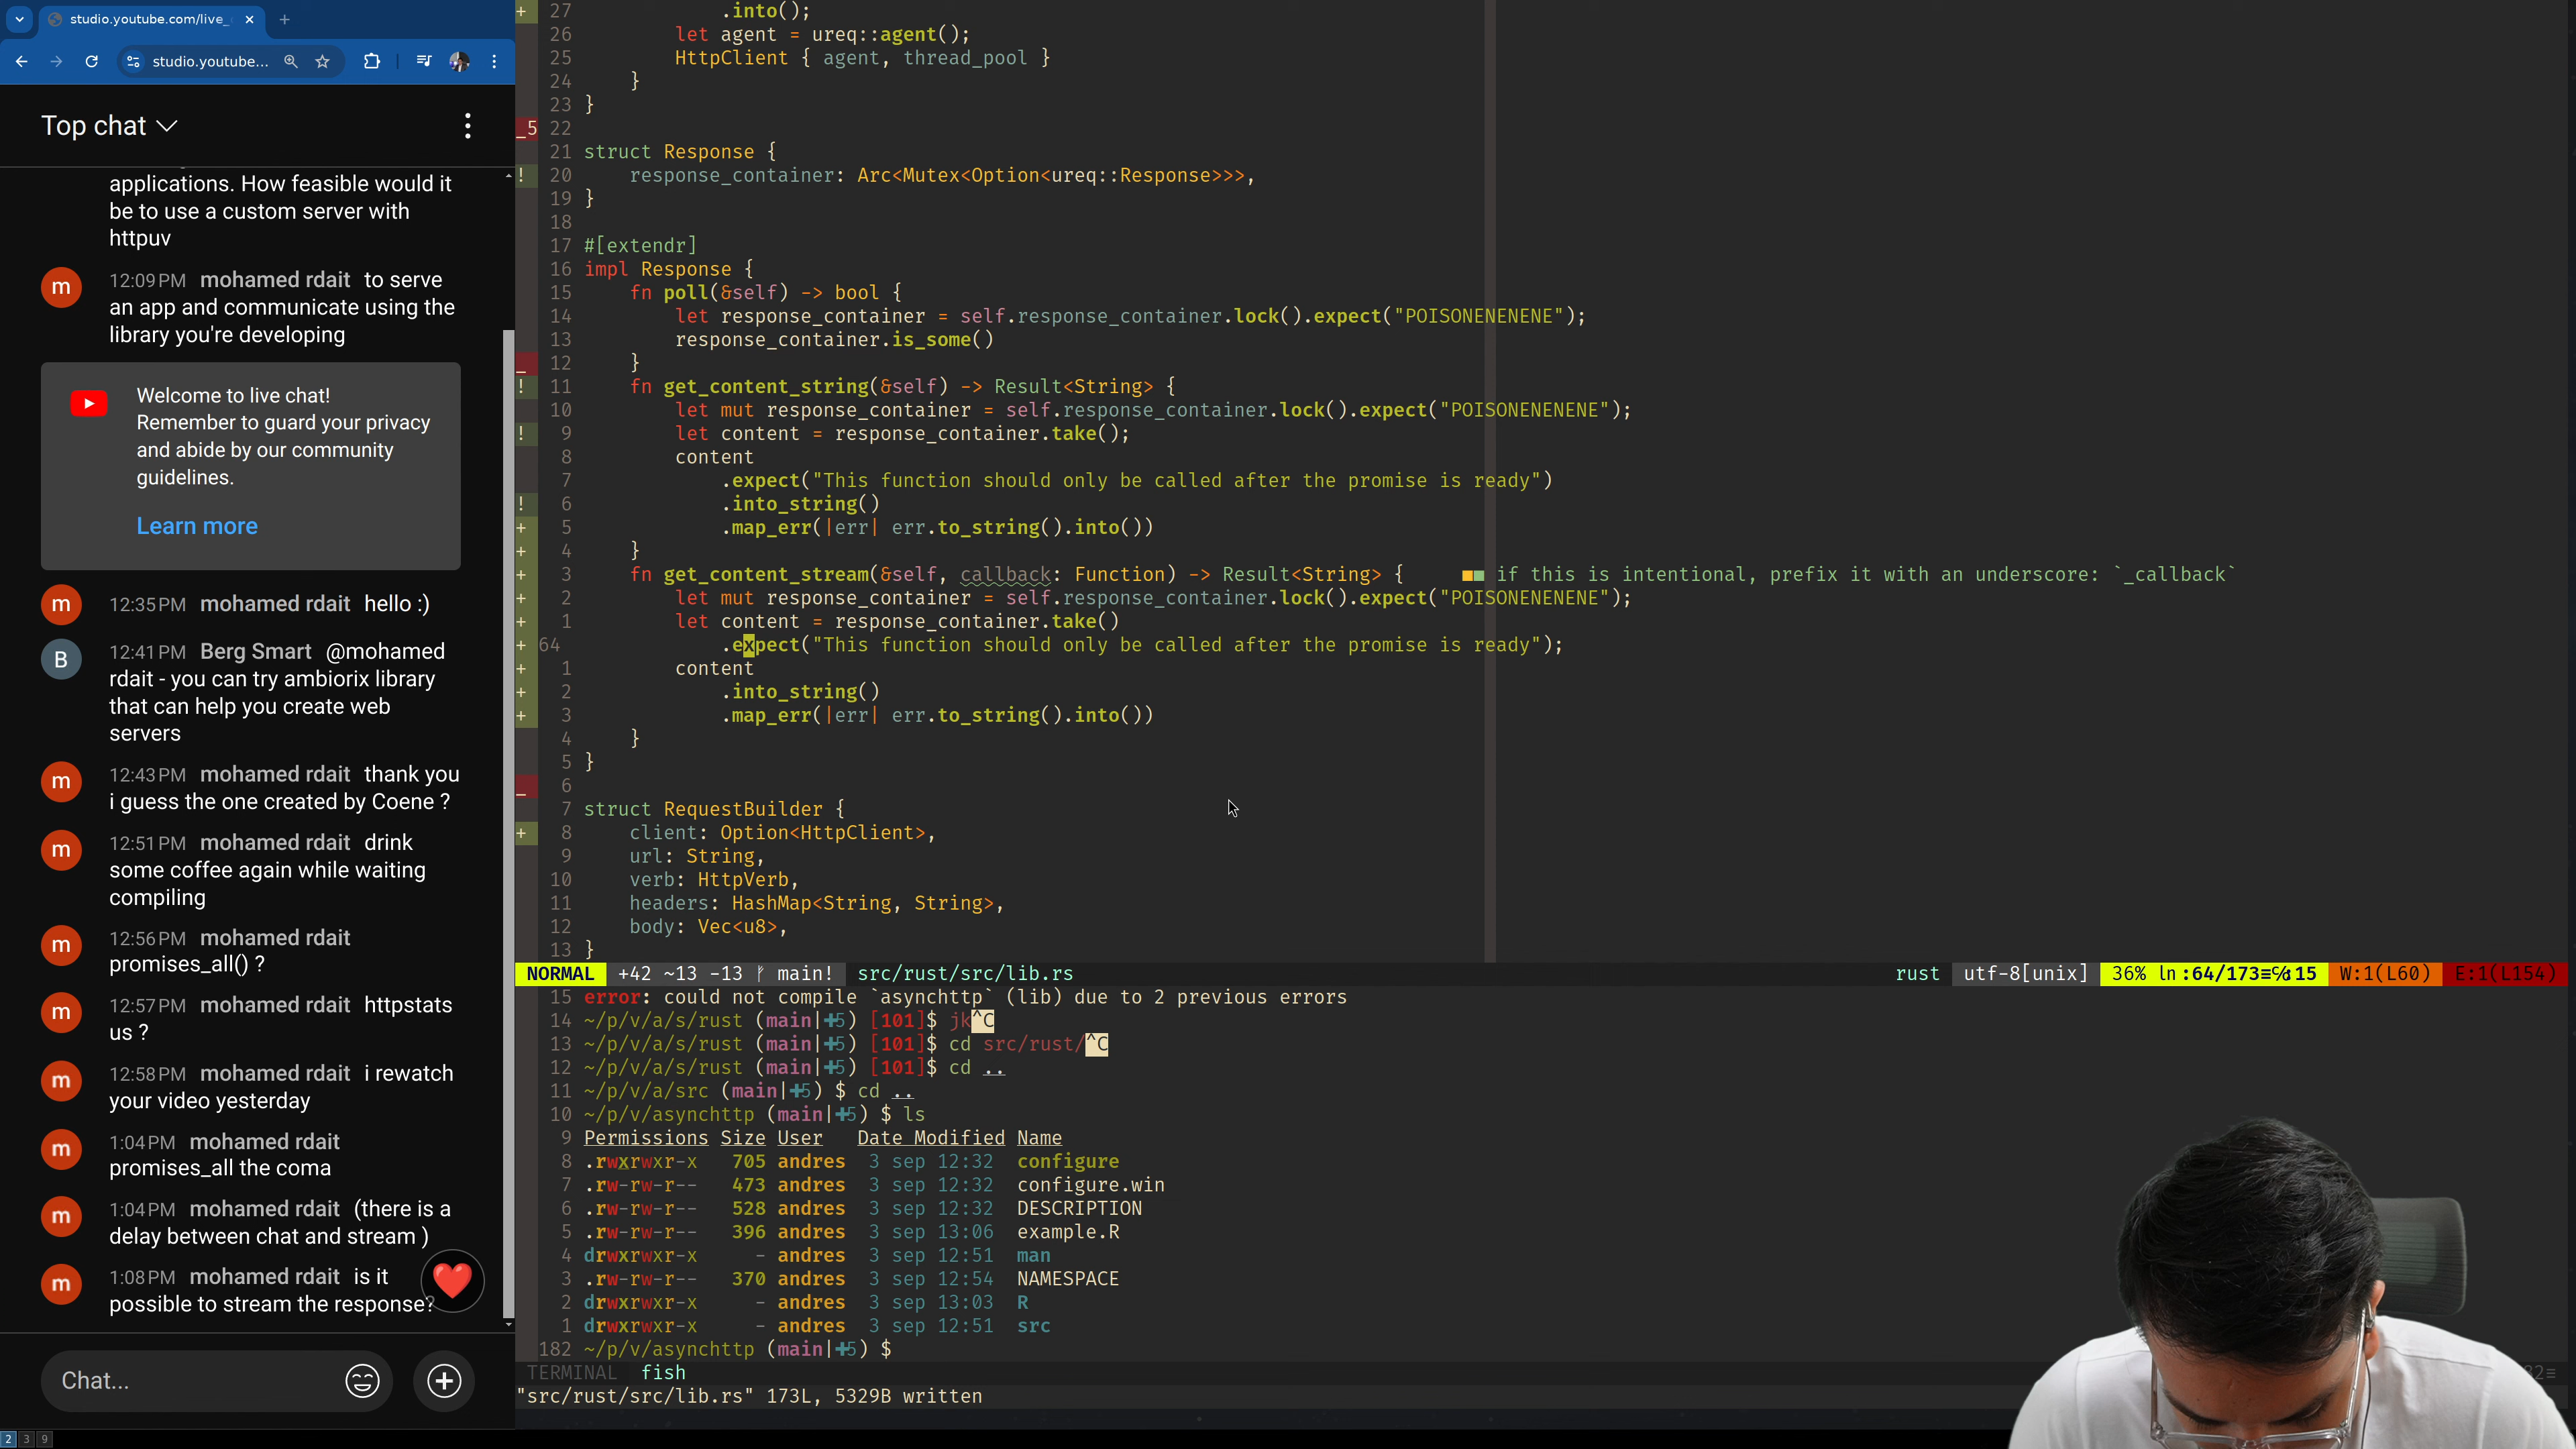 studio.youtube.com/live_
studio.youtube...
Top chat
applications. How feasible would it
be to use a custom server with
httpuv
12:09 PM mohamed rdait to serve
an app and communicate using the
library you're developing
Welcome to live chat!
Remember to guard your privacy
and abide by our community
guidelines.
Learn more
12:35 PM mohamed rdait hello :)
12:41 PM Berg Smart @mohamed
rdait - you can try ambiorix library
that can help you create web
servers
12:43 PM mohamed rdait thank you
i guess the one created by Coene ?
12:51 PM mohamed rdait drink
some coffee again while waiting
compiling
12:56 PM mohamed rdait
promises_all() ?
12:57 PM mohamed rdait httpstats
us ?
12:58 PM mohamed rdait i rewatch
your video yesterday
1:04 PM mohamed rdait
promises_all the coma
1:04 PM mohamed rdait (there is a
delay between chat and stream )
1:08 PM mohamed rdait is it
possible to stream the response?
Chat...
2 3 9
+ 27 .into();
26 let agent = ureq::agent();
25 HttpClient { agent, thread_pool }
24 }
23 }
_5 22
21 struct Response {
! 20 response_container: Arc<Mutex<Option<ureq::Response>>>,
19 }
18
17 #[extendr]
16 impl Response {
15 fn poll(&self) -> bool {
14 let response_container = self.response_container.lock().expect("POISONENENENE");
13 response_container.is_some()
_ 12 }
! 11 fn get_content_string(&self) -> Result<String> {
10 let mut response_container = self.response_container.lock().expect("POISONENENENE");
! 9 let content = response_container.take();
8 content
7 .expect("This function should only be called after the promise is ready")
! 6 .into_string()
+ 5 .map_err(|err| err.to_string().into())
+ 4 }
+ 3 fn get_content_stream(&self, callback: Function) -> Result<String> { ■■ if this is intentional, prefix it with an underscore: `_callback`
+ 2 let mut response_container = self.response_container.lock().expect("POISONENENENE");
+ 1 let content = response_container.take()
+ 64 .expect("This function should only be called after the promise is ready");
+ 1 content
+ 2 .into_string()
+ 3 .map_err(|err| err.to_string().into())
4 }
5 }
_ 6
7 struct RequestBuilder {
+ 8 client: Option<HttpClient>,
9 url: String,
10 verb: HttpVerb,
11 headers: HashMap<String, String>,
12 body: Vec<u8>,
13 }
NORMAL +42 ~13 -13 main! src/rust/src/lib.rs rust utf-8[unix] 36% ln :64/173≡℅:15 W:1(L60) E:1(L154)
15 error: could not compile `asynchttp` (lib) due to 2 previous errors
14 ~/p/v/a/s/rust (main|✚5) [101]$ jk^C
13 ~/p/v/a/s/rust (main|✚5) [101]$ cd src/rust/^C
12 ~/p/v/a/s/rust (main|✚5) [101]$ cd ..
11 ~/p/v/a/src (main|✚5) $ cd ..
10 ~/p/v/asynchttp (main|✚5) $ ls
9 Permissions Size User Date Modified Name
8 .rwxrwxr-x 705 andres 3 sep 12:32 configure
7 .rw-rw-r-- 473 andres 3 sep 12:32 configure.win
6 .rw-rw-r-- 528 andres 3 sep 12:32 DESCRIPTION
5 .rw-rw-r-- 396 andres 3 sep 13:06 example.R
4 drwxrwxr-x - andres 3 sep 12:51 man
3 .rw-rw-r-- 370 andres 3 sep 12:54 NAMESPACE
2 drwxrwxr-x - andres 3 sep 13:03 R
1 drwxrwxr-x - andres 3 sep 12:51 src
182 ~/p/v/asynchttp (main|✚5) $
TERMINAL fish
"src/rust/src/lib.rs" 173L, 5329B written